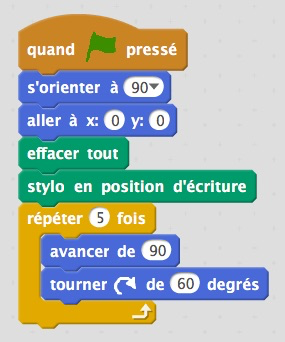 quand pressé
s'orienter à 90
aller à x: 0 y: 0
effacer tout
stylo en position d'écriture
répéter 5 fois
avancer de 90
tourner de 60 degrés